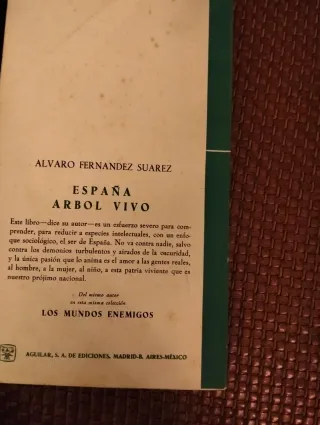 ALVARO FERNANDEZ SUAREZ
ESPAÑA
ARBOL VIVO
Este libro—dice su autor—es un esfuerzo severo para com-
prender, para reducir a especies intelectuales, con un enfo-
que sociológico, el ser de España. No va contra nadie, salvo
contra los demonios turbulentos y airados de la oscuridad,
y la única pasión que lo anima es el amor a las gentes reales,
al hombre, a la mujer, al niño, a esta patria viviente que es
nuestro prójimo nacional.
Del mismo autor
en esta misma colección
LOS MUNDOS ENEMIGOS
AGUILAR, S. A. DE EDICIONES. MADRID-B. AIRES-MÉXICO